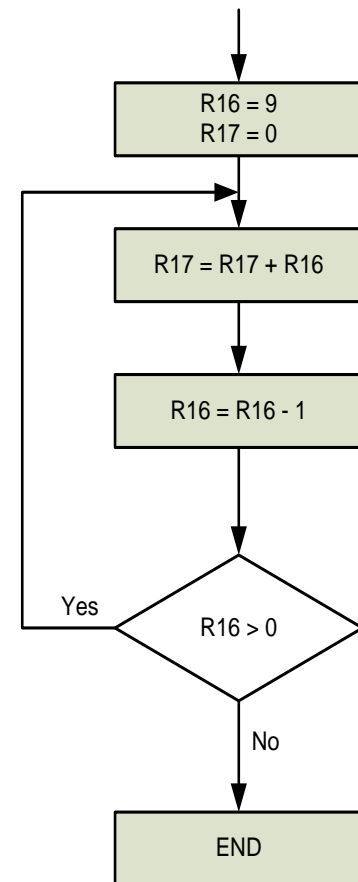 R16 = 9
R17 = 0
R17 = R17 + R16
R16 = R16 - 1
R16 > 0
Yes
No
END